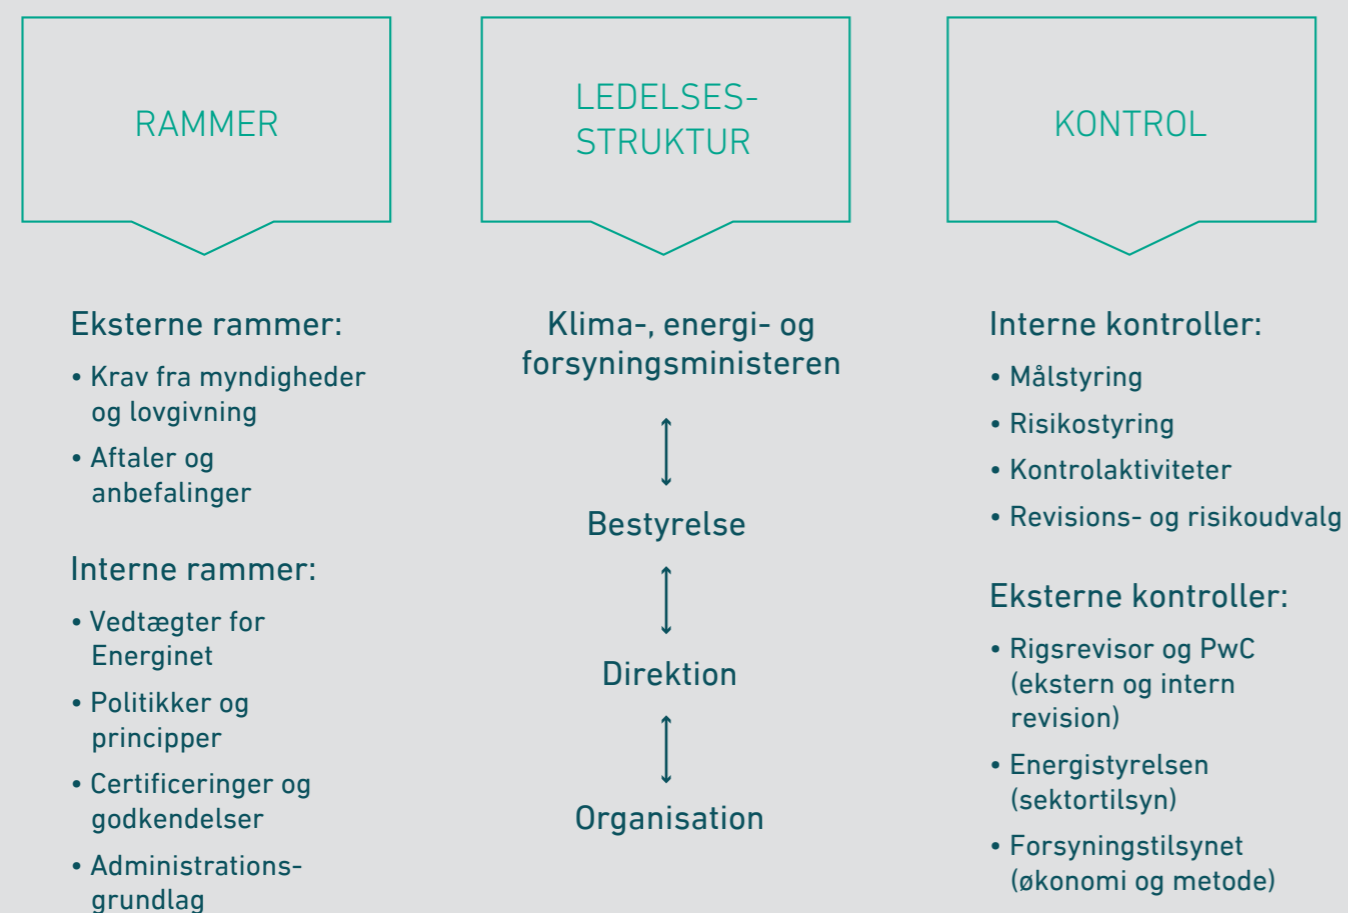 RAMMER
Eksterne rammer:
• Krav fra myndigheder
og lovgivning
• Aftaler og
anbefalinger
Interne rammer:
• Vedtægter for
Energinet
• Politikker og
principper
• Certificeringer og
godkendelser
• Administrations-
grundlag
LEDELSES-
STRUKTUR
Klima-, energi- og
forsyningsministeren
Bestyrelse
Direktion
Organisation
KONTROL
Interne kontroller:
• Målstyring
• Risikostyring
• Kontrolaktiviteter
• Revisions- og risikoudvalg
Eksterne kontroller:
• Rigsrevisor og PwC
(ekstern og intern
revision)
• Energistyrelsen
(sektortilsyn)
• Forsyningstilsynet
(økonomi og metode)